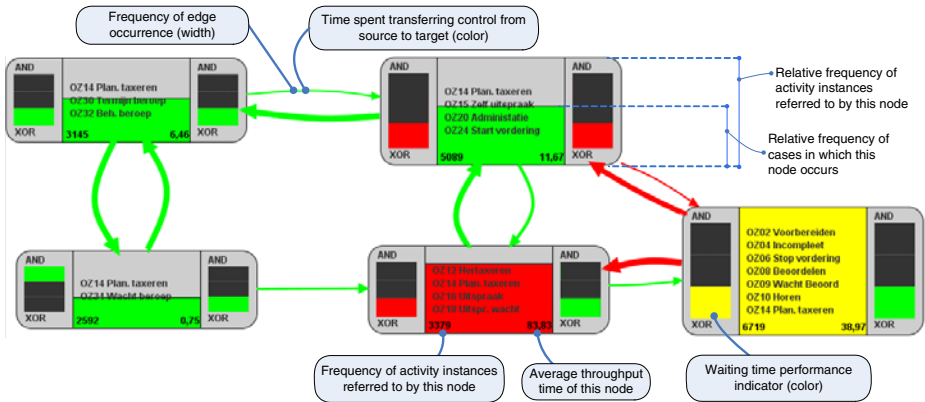 Frequency of edge
occurrence (width)
Time spent transferring control from
source to target (color)
AND
XOR
OZ14 Plan. taxeren
OZ30 Termijn beroep
OZ32 Beh. beroep
3145 6,46
AND
XOR
AND
XOR
OZ14 Plan. taxeren
OZ15 Zelf uitspraak
OZ20 Administatie
OZ24 Start vordering
5089 11,67
AND
XOR
Relative frequency of
activity instances
referred to by this node
Relative frequency of
cases in which this
node occurs
AND
XOR
OZ14 Plan. taxeren
OZ31 Wacht beroep
2592 0,75
AND
XOR
AND
XOR
OZ12 Hertaxeren
OZ14 Plan. taxeren
OZ16 Uitspraak
OZ18 Uitspr. wacht
3379 63,83
AND
XOR
AND
XOR
OZ02 Voorbereiden
OZ04 Incompleet
OZ06 Stop vordering
OZ08 Beoordelen
OZ09 Wacht Beoord
OZ10 Horen
OZ14 Plan. taxeren
6719 38,97
AND
XOR
Frequency of activity instances
referred to by this node
Average throughput
time of this node
Waiting time performance
indicator (color)